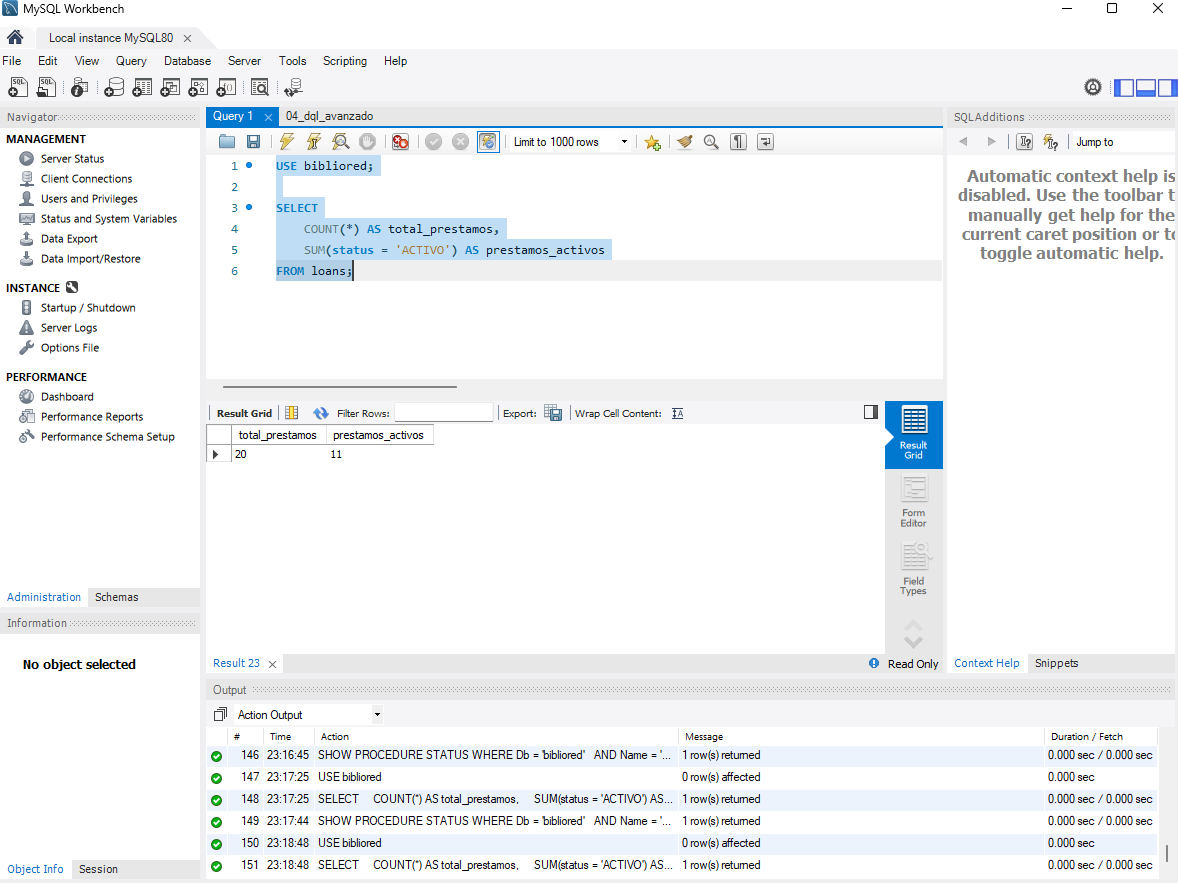 MySQL Workbench
Local instance MySQL80
File Edit View Query Database Server Tools Scripting Help
Navigator
MANAGEMENT
Server Status
Client Connections
Users and Privileges
Status and System Variables
Data Export
Data Import/Restore
INSTANCE
Startup / Shutdown
Server Logs
Options File
PERFORMANCE
Dashboard
Performance Reports
Performance Schema Setup
Administration Schemas
Information
No object selected
Object Info Session
Query 1 04_dql_avanzado
Limit to 1000 rows
1 USE bibliored;
2
3 SELECT
4 COUNT(*) AS total_prestamos,
5 SUM(status = 'ACTIVO') AS prestamos_activos
6 FROM loans;
Result Grid Filter Rows: Export: Wrap Cell Content:
total_prestamos prestamos_activos
20 11
Result Grid
Form Editor
Field Types
Result 23 Read Only
SQLAdditions
Jump to
Automatic context help is
disabled. Use the toolbar t
manually get help for the
current caret position or to
toggle automatic help.
Context Help Snippets
Output
Action Output
# Time Action Message Duration / Fetch
146 23:16:45 SHOW PROCEDURE STATUS WHERE Db = 'bibliored' AND Name = '... 1 row(s) returned 0.000 sec / 0.000 sec
147 23:17:25 USE bibliored 0 row(s) affected 0.000 sec
148 23:17:25 SELECT COUNT(*) AS total_prestamos, SUM(status = 'ACTIVO') AS... 1 row(s) returned 0.000 sec / 0.000 sec
149 23:17:44 SHOW PROCEDURE STATUS WHERE Db = 'bibliored' AND Name = '... 1 row(s) returned 0.000 sec / 0.000 sec
150 23:18:48 USE bibliored 0 row(s) affected 0.000 sec
151 23:18:48 SELECT COUNT(*) AS total_prestamos, SUM(status = 'ACTIVO') AS... 1 row(s) returned 0.000 sec / 0.000 sec